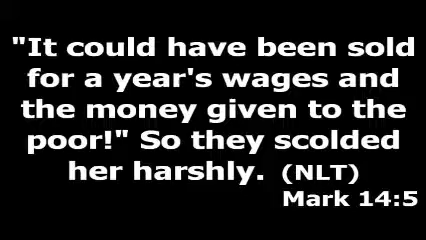 "It could have been sold
for a year's wages and
the money given to the
poor!" So they scolded
her harshly. (NLT)
Mark 14:5